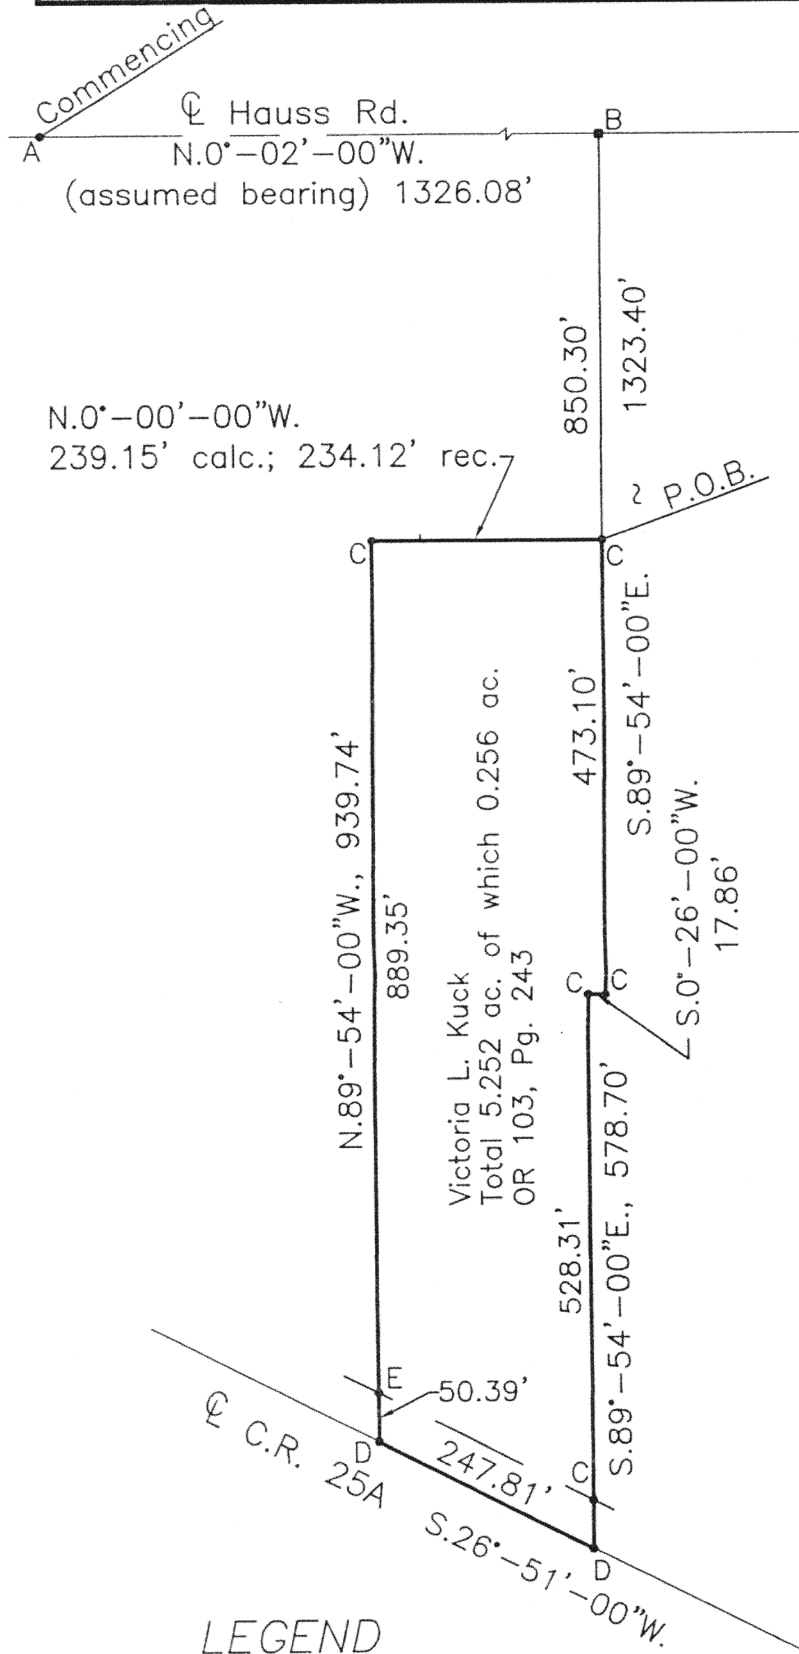 Commencing
℄ Hauss Rd.
A
B
N.0°-02'-00"W.
(assumed bearing) 1326.08'
850.30'
1323.40'
N.0°-00'-00"W.
239.15' calc.; 234.12' rec.
P.O.B.
C
C
S.89°-54'-00"E.
473.10'
N.89°-54'-00"W., 939.74'
889.35'
Victoria L. Kuck
Total 5.252 ac. of which 0.256 ac.
OR 103, Pg. 243
S.0°-26'-00"W.
17.86'
C
C
528.31'
S.89°-54'-00"E., 578.70'
E
50.39'
℄ C.R. 25A
D
247.81'
C
S.26°-51'-00"W.
D
LEGEND